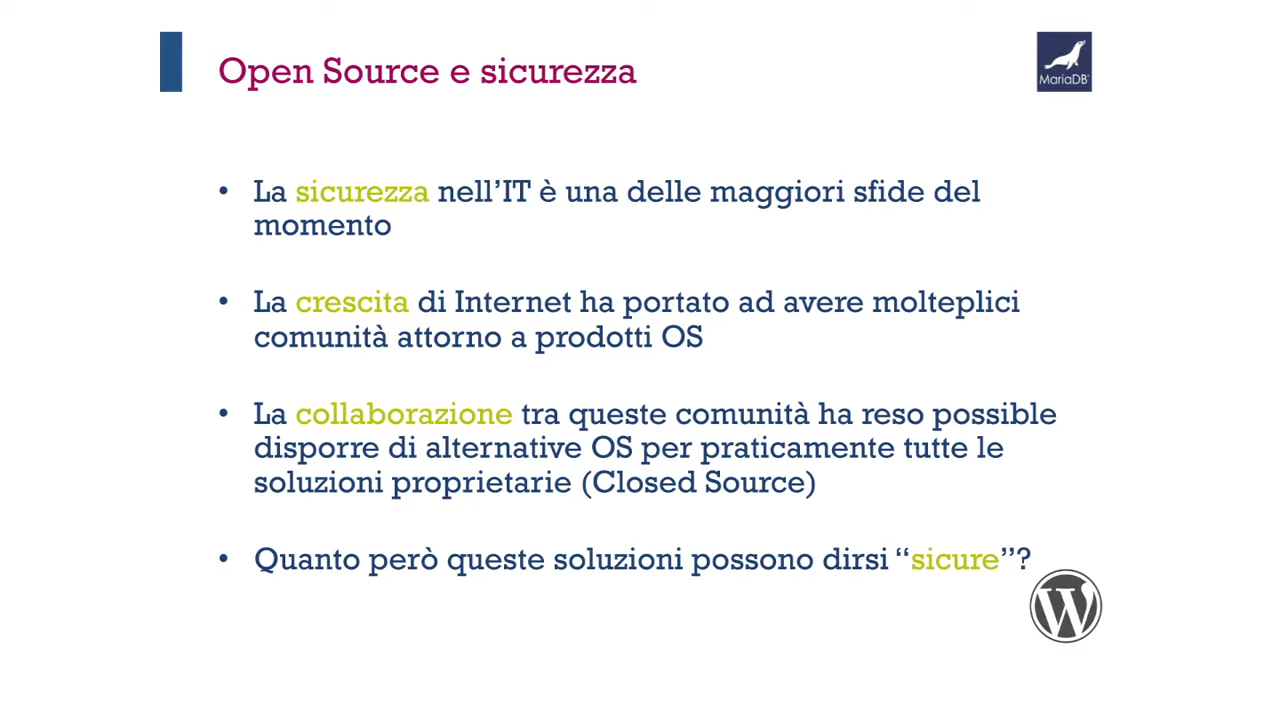 Open Source e sicurezza
MariaDB
• La sicurezza nell’IT è una delle maggiori sfide del
momento
• La crescita di Internet ha portato ad avere molteplici
comunità attorno a prodotti OS
• La collaborazione tra queste comunità ha reso possible
disporre di alternative OS per praticamente tutte le
soluzioni proprietarie (Closed Source)
• Quanto però queste soluzioni possono dirsi “sicure”?
W